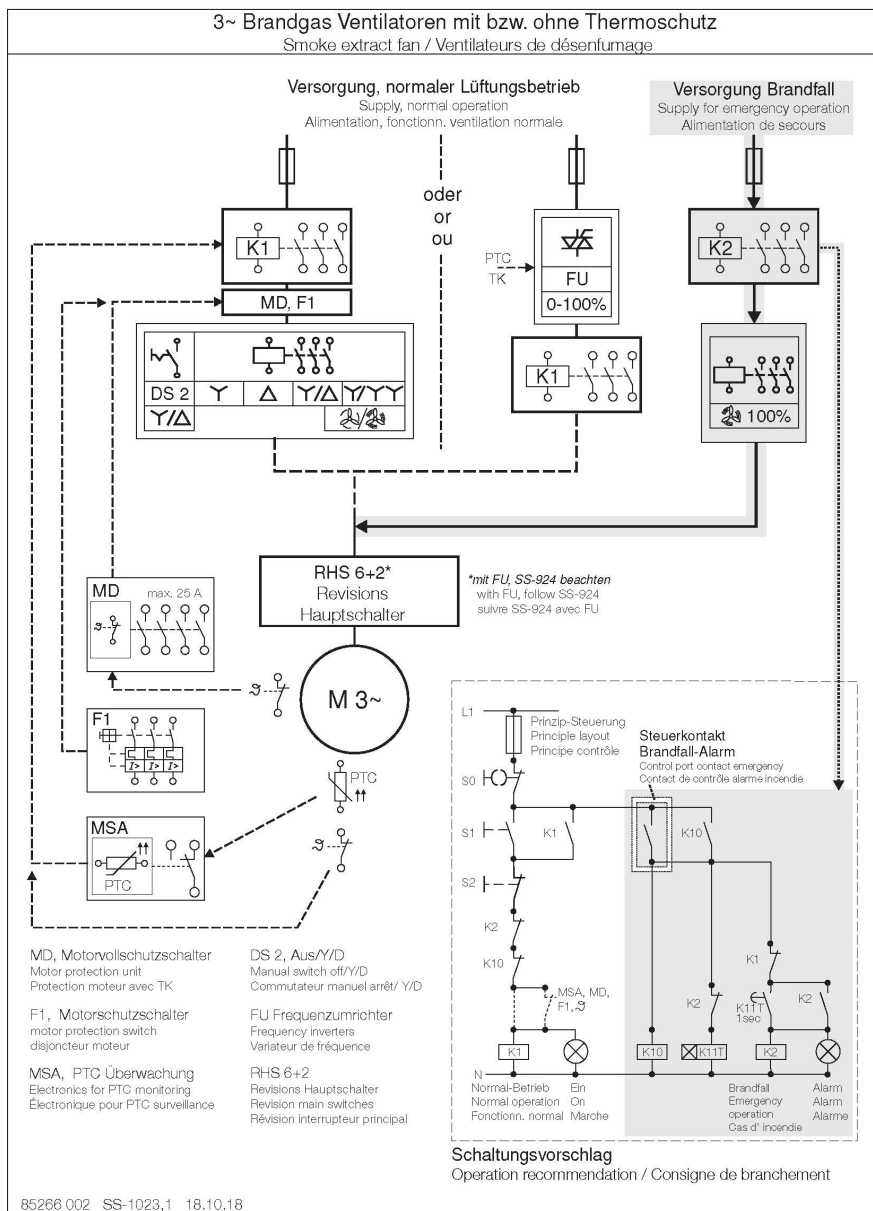 3~ Brandgas Ventilatoren mit bzw. ohne Thermoschutz
Smoke extract fan / Ventilateurs de désenfumage
Versorgung, normaler Lüftungsbetrieb
Supply, normal operation
Alimentation, fonctionn. ventilation normale
Versorgung Brandfall
Supply for emergency operation
Alimentation de secours
oder
or
ou
K1
MD, F1
DS 2
Y/Δ
Y
Δ
Y/Δ
Y/YY
PTC
TK
FU
0-100%
K1
K2
100%
RHS 6+2*
Revisions
Hauptschalter
*mit FU, SS-924 beachten
with FU, follow SS-924
suivre SS-924 avec FU
M 3~
MD
max. 25 A
ϑ
ϑ
F1
I>
I>
I>
PTC
MSA
PTC
ϑ
L1
Prinzip-Steuerung
Principle layout
Principe contrôle
Steuerkontakt
Brandfall-Alarm
Control port contact emergency
Contact de contrôle alarme incendie
S0
S1
K1
K10
S2
K2
K10
K1
MSA, MD,
F1, ϑ
K2
K11T
1sec
K2
K1
K10
K11T
K2
N
Normal-Betrieb
Normal operation
Fonctionn. normal
Ein
On
Marche
Brandfall
Emergency
operation
Cas d' incendie
Alarm
Alarm
Alarme
Schaltungsvorschlag
Operation recommendation / Consigne de branchement
MD, Motorvollschutzschalter
Motor protection unit
Protection moteur avec TK
F1, Motorschutzschalter
motor protection switch
disjoncteur moteur
MSA, PTC Überwachung
Electronics for PTC monitoring
Électronique pour PTC surveillance
DS 2, Aus/Y/D
Manual switch off/Y/D
Commutateur manuel arrêt/ Y/D
FU Frequenzumrichter
Frequency inverters
Variateur de fréquence
RHS 6+2
Revisions Hauptschalter
Revision main switches
Révision interrupteur principal
85266 002 SS-1023,1 18.10.18